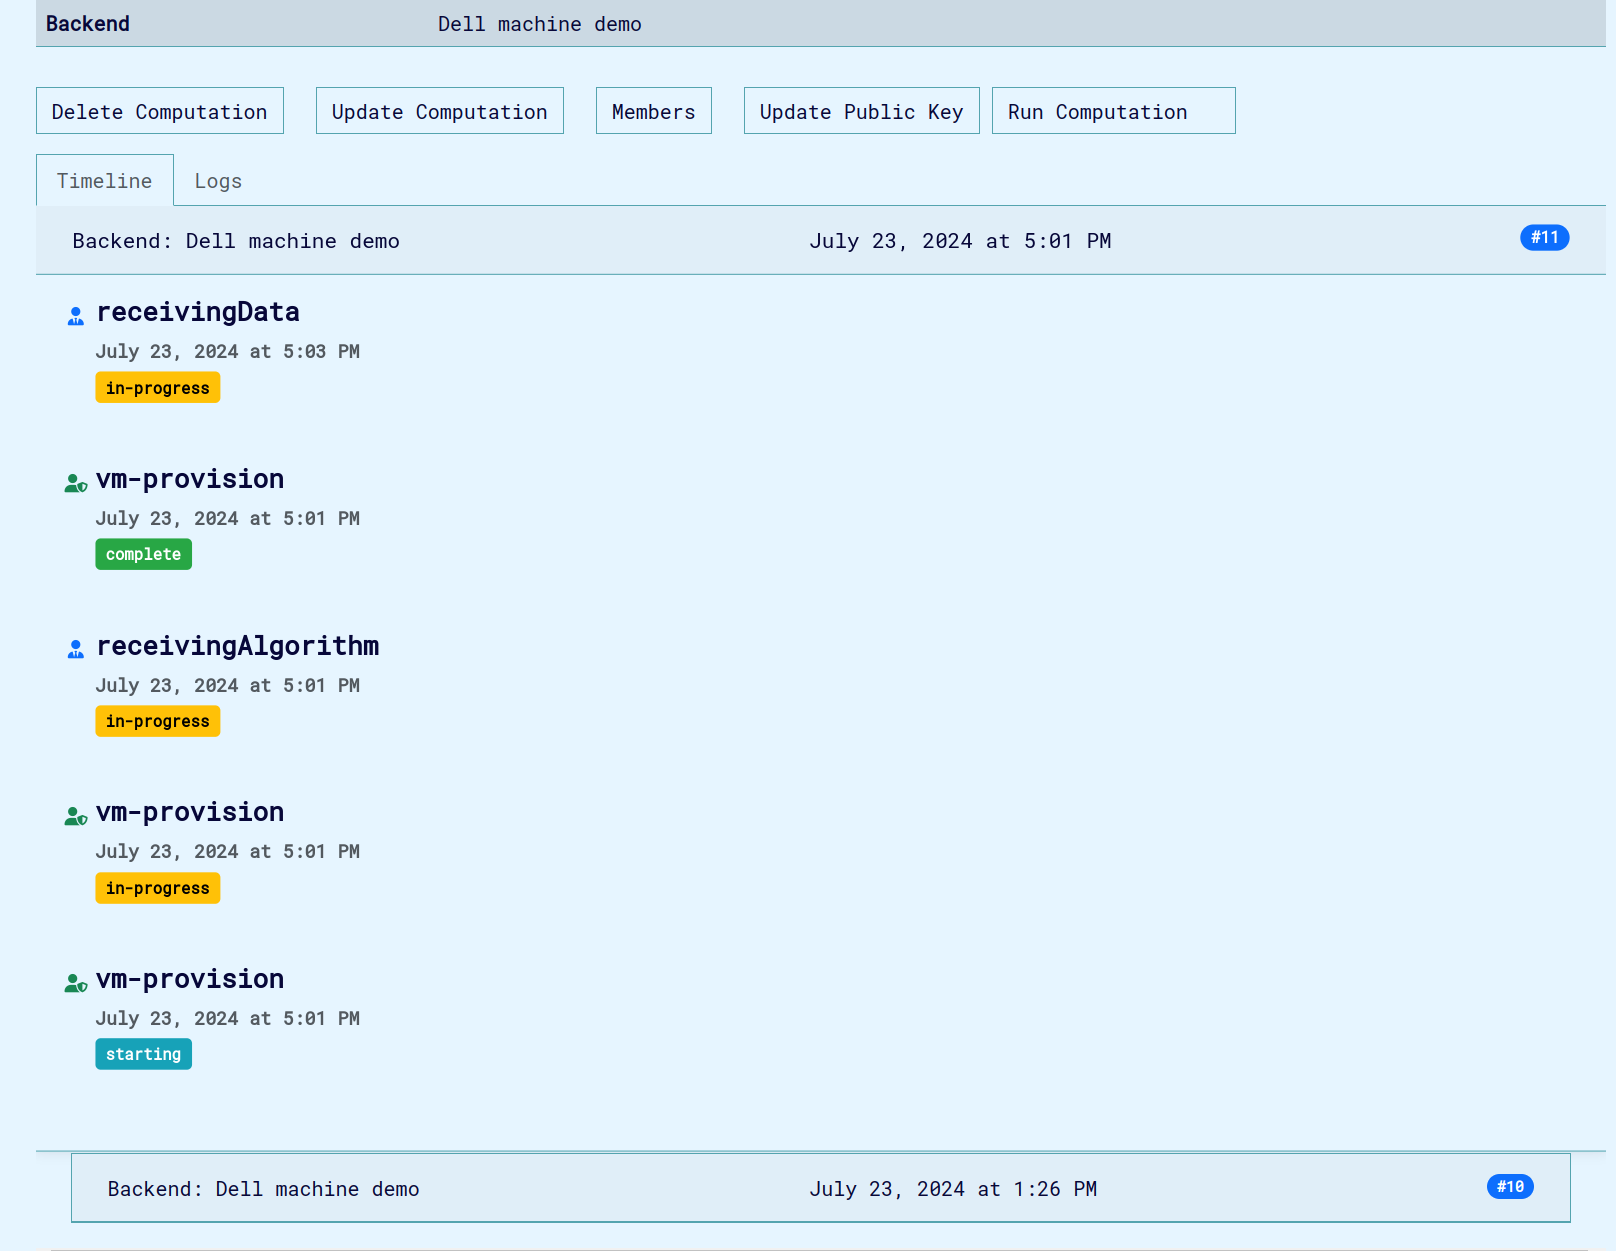 Backend Dell machine demo
Delete Computation Update Computation Members Update Public Key Run Computation
Timeline Logs
Backend: Dell machine demo July 23, 2024 at 5:01 PM #11
receivingData
July 23, 2024 at 5:03 PM
in-progress
vm-provision
July 23, 2024 at 5:01 PM
complete
receivingAlgorithm
July 23, 2024 at 5:01 PM
in-progress
vm-provision
July 23, 2024 at 5:01 PM
in-progress
vm-provision
July 23, 2024 at 5:01 PM
starting
Backend: Dell machine demo July 23, 2024 at 1:26 PM #10